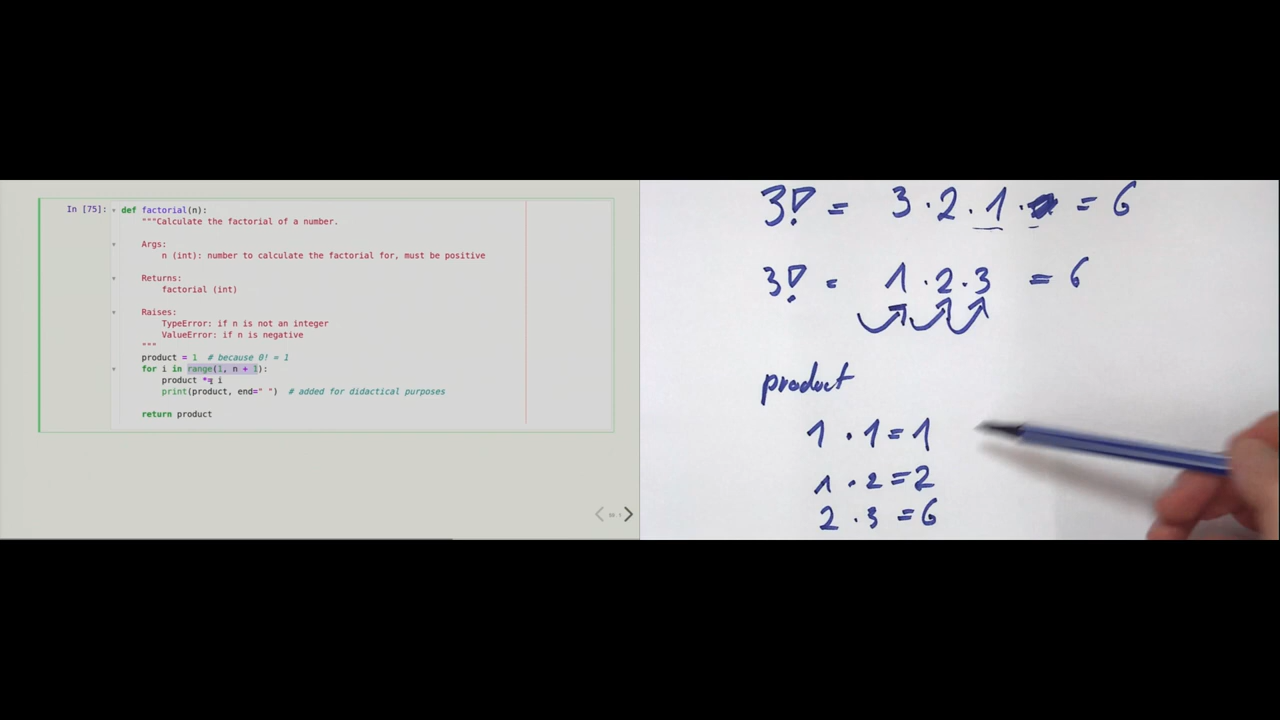 In [75]: def factorial(n):
"""Calculate the factorial of a number.
Args:
n (int): number to calculate the factorial for, must be positive
Returns:
factorial (int)
Raises:
TypeError: if n is not an integer
ValueError: if n is negative
"""
product = 1  # because 0! = 1
for i in range(1, n + 1):
product *= i
print(product, end=" ")  # added for didactical purposes
return product
3! = 3 · 2 · 1 · = 6
3! = 1 · 2 · 3 = 6
product
1 · 1 = 1
1 · 2 = 2
2 · 3 = 6